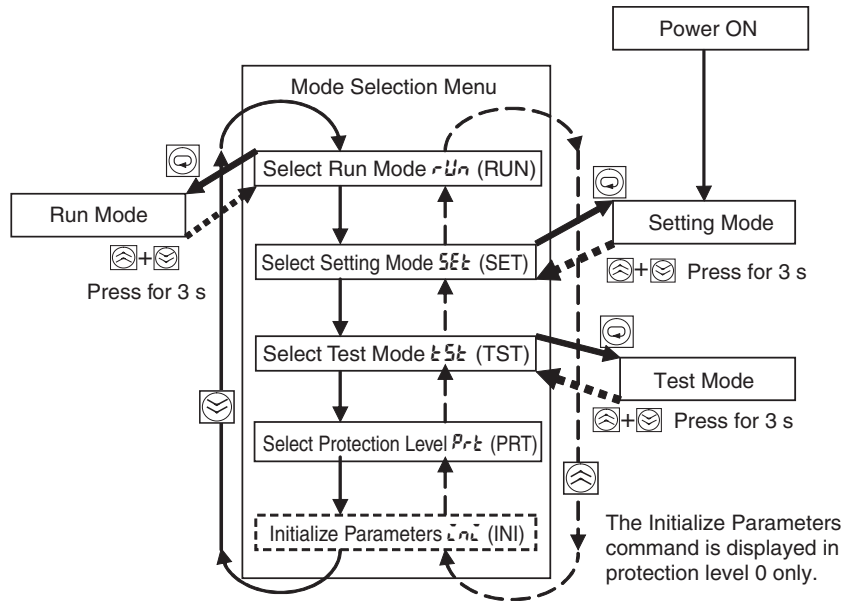 Power ON
Mode Selection Menu
Select Run Mode rUn (RUN)
Run Mode
Setting Mode
+
Press for 3 s
Select Setting Mode SEt (SET)
+ Press for 3 s
Select Test Mode tSt (TST)
Test Mode
+ Press for 3 s
Select Protection Level Prt (PRT)
Initialize Parameters ini (INI)
The Initialize Parameters
command is displayed in
protection level 0 only.